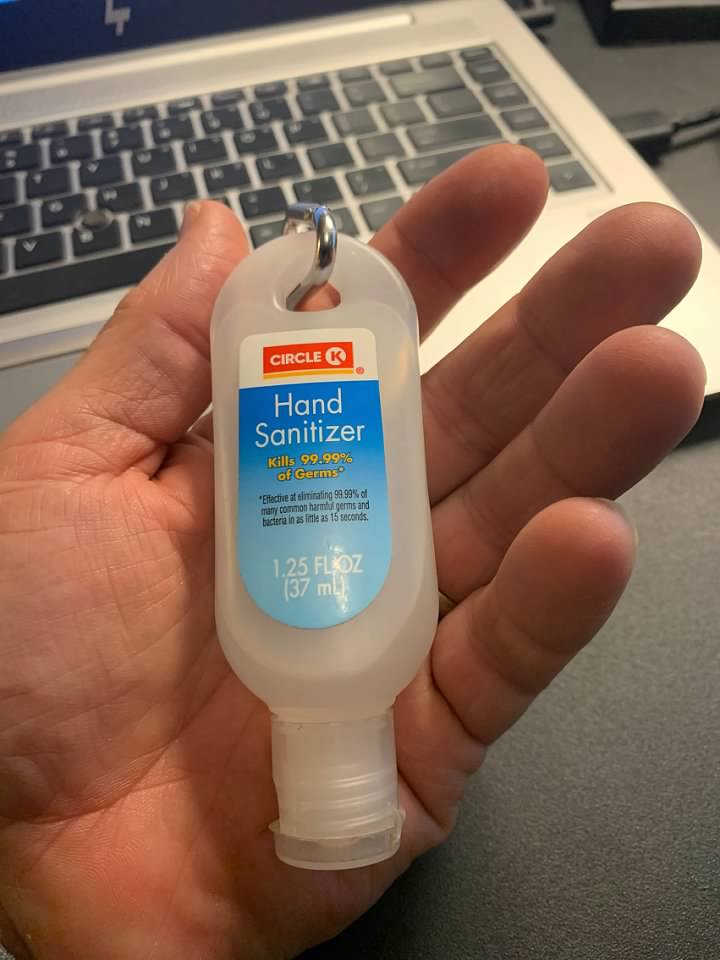 CIRCLE K
®
Hand
Sanitizer
Kills 99.99%
of Germs*
*Effective at eliminating 99.99% of
many common harmful germs and
bacteria in as little as 15 seconds.
1.25 FL OZ
(37 mL)